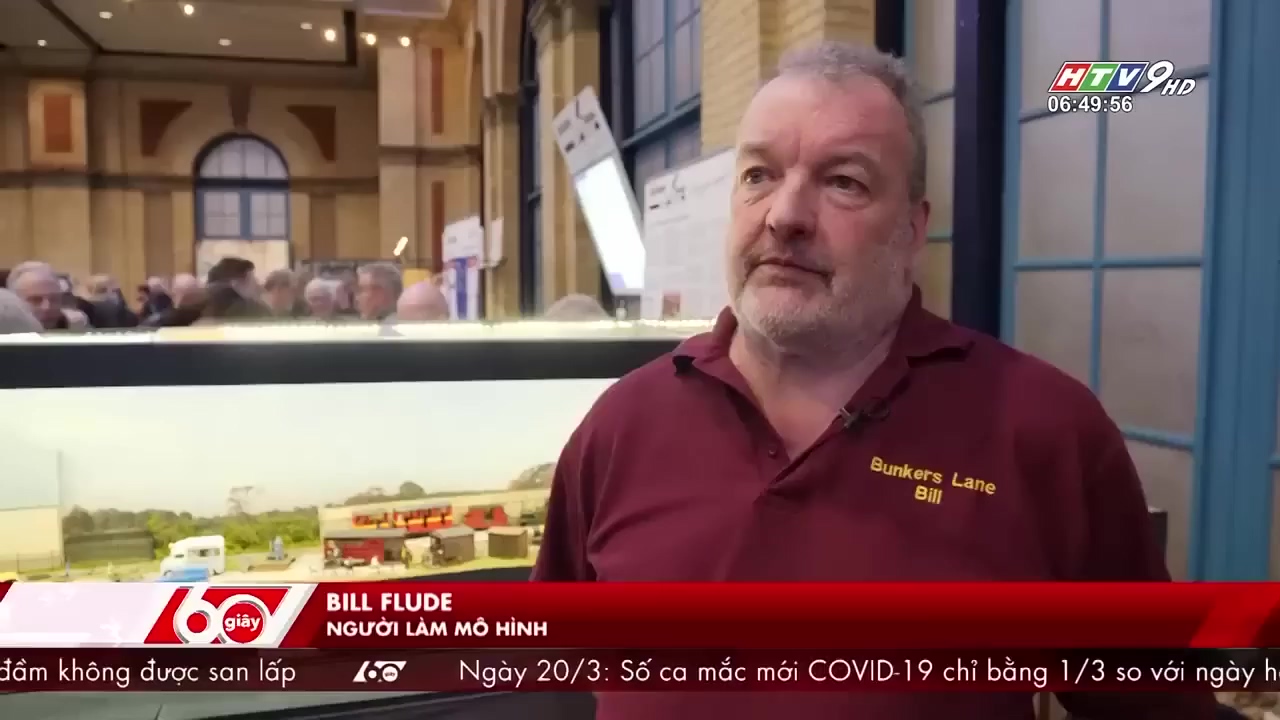 HTV9 HD
06:49:56
Bunkers Lane
Bill
60 giây
BILL FLUDE
NGƯỜI LÀM MÔ HÌNH
đầm không được san lấp
60
Ngày 20/3: Số ca mắc mới COVID-19 chỉ bằng 1/3 so với ngày